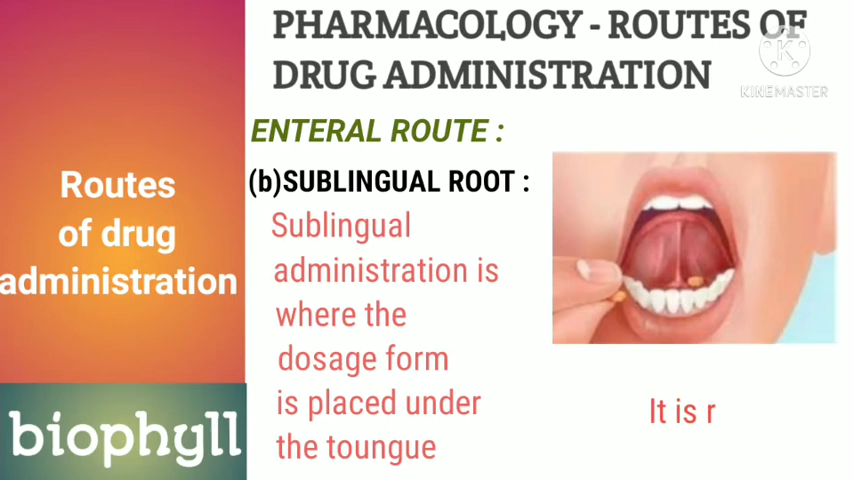 PHARMACOLOGY - ROUTES OF
DRUG ADMINISTRATION
KINEMASTER
ENTERAL ROUTE :
(b)SUBLINGUAL ROOT :
Routes
of drug
administration
Sublingual
administration is
where the
dosage form
is placed under
the toungue
It is r
biophyll